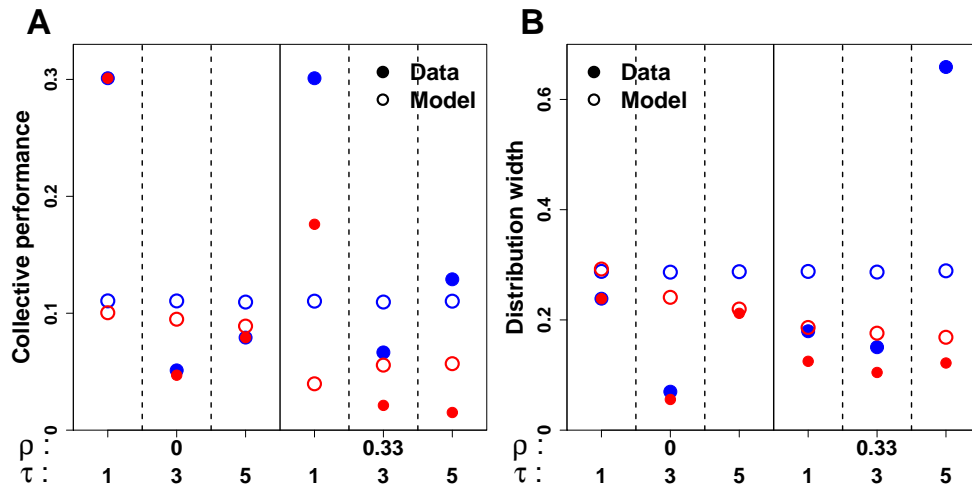 A
Collective performance
0.3
0.2
0.1
0
Data
Model
ρ : 0 0.33
τ : 1 3 5 1 3 5
B
Distribution width
0.6
0.4
0.2
0
Data
Model
0 0.33
1 3 5 1 3 5